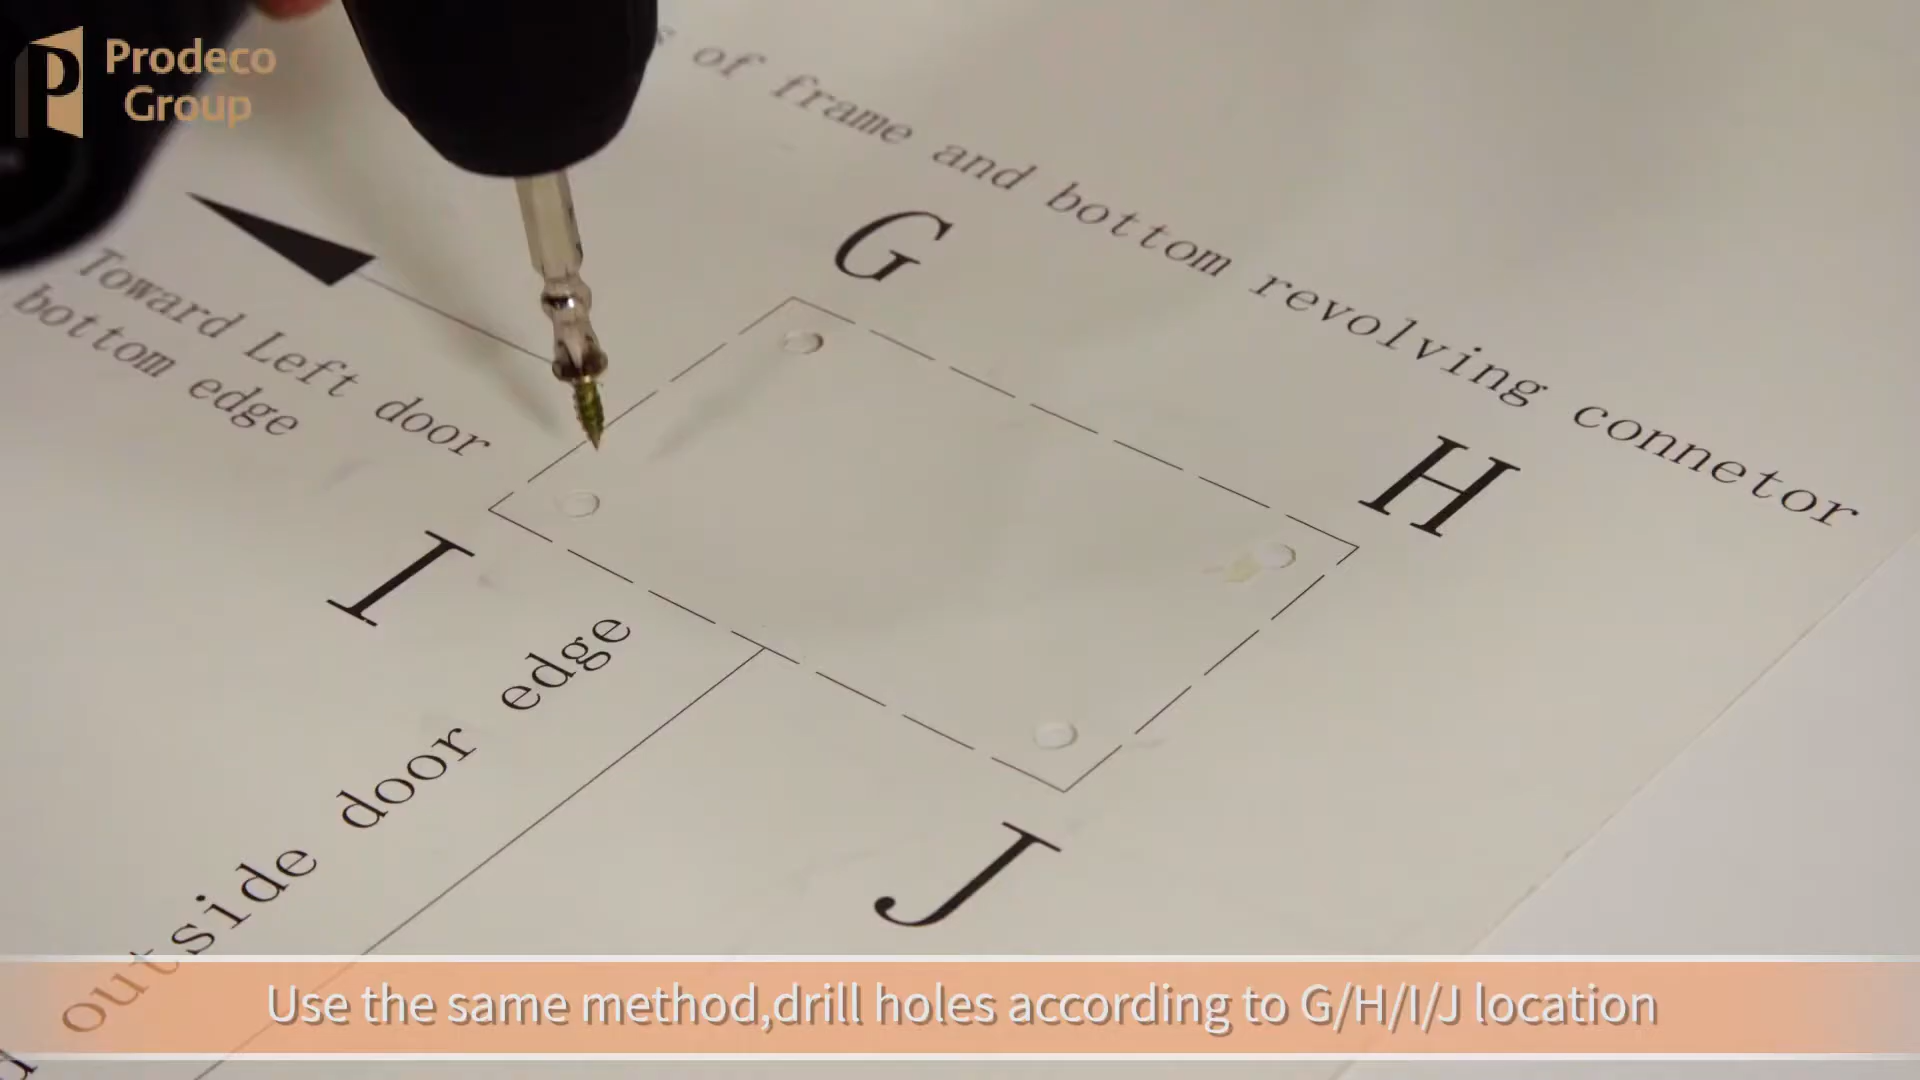 Prodeco
Group
of frame and bottom revolving connetor
G
H
Toward Left door
bottom edge
I
outside door edge
J
Use the same method,drill holes according to G/H/I/J location